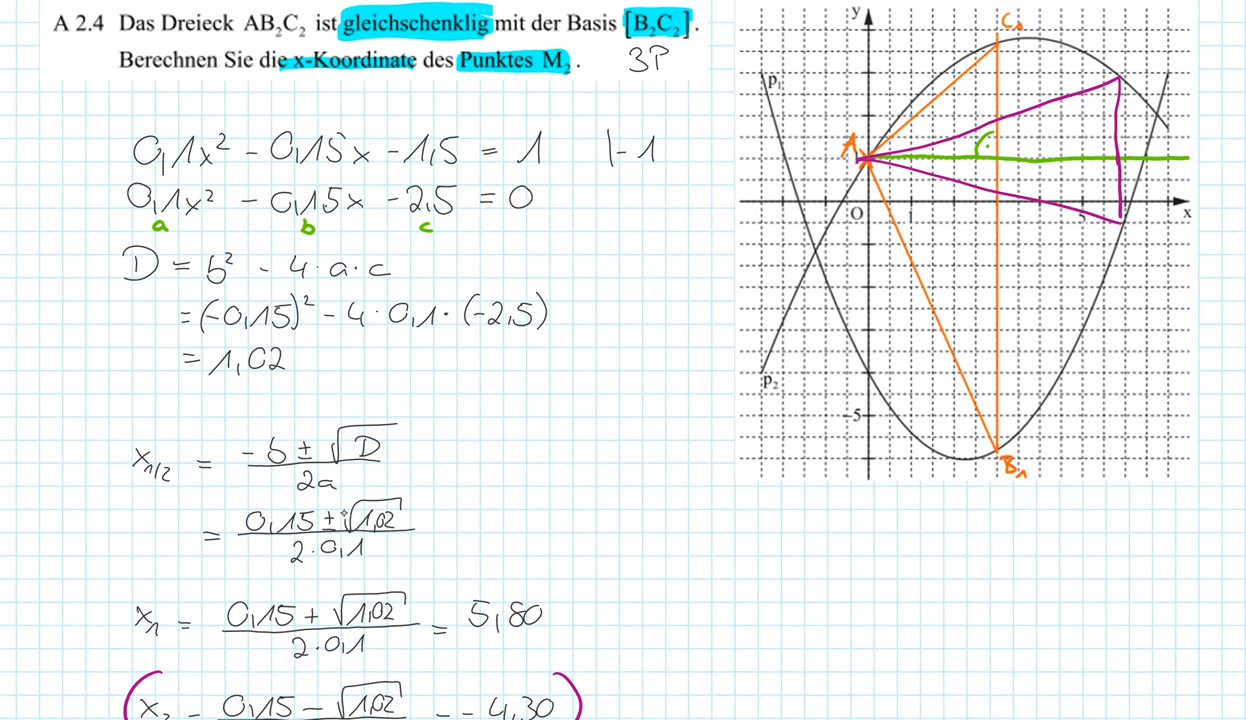 A 2.4 Das Dreieck AB₂C₂ ist gleichschenklig mit der Basis [B₂C₂].
Berechnen Sie die x-Koordinate des Punktes M₂. 3P
0,1x² - 0,15x - 1,5 = 1 |-1
0,1x² - 0,15x - 2,5 = 0
a b c
D = b² - 4·a·c
= (-0,15)² - 4·0,1·(-2,5)
= 1,02
x₁/₂ = (-b ± √D) / 2a
= (0,15 ± √1,02) / 2·0,1
x₁ = (0,15 + √1,02) / 2·0,1 = 5,80
(x₂ = 0,15 - √1,02 = -4,30)
y
C₁
p₁
A
O
5
x
p₂
-5
B₁